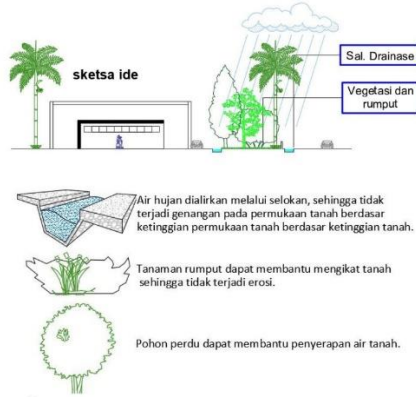 sketsa ide
Sal. Drainase
Vegetasi dan
rumput
Air hujan dialirkan melalui selokan, sehingga tidak
terjadi genangan pada permukaan tanah berdasar
ketinggian permukaan tanah berdasar ketinggian tanah.
Tanaman rumput dapat membantu mengikat tanah
sehingga tidak terjadi erosi.
Pohon perdu dapat membantu penyerapan air tanah.